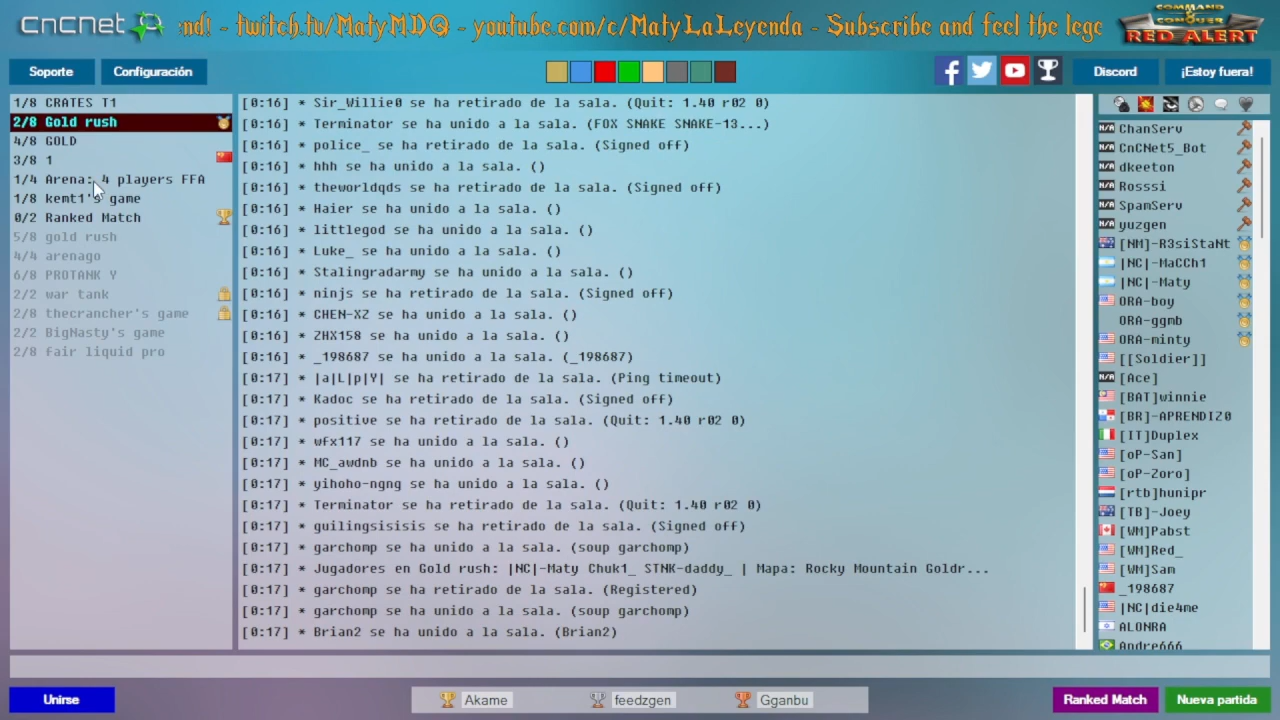 CnCNet
nd! - twitch.tv/MatyMDQ - youtube.com/c/MatyLaLeyenda - Subscribe and feel the lege
COMMAND & CONQUER
RED ALERT
Soporte
Configuración
Discord
¡Estoy fuera!
1/8 CRATES T1
2/8 Gold rush
4/8 GOLD
3/8 1
1/4 Arena: 4 players FFA
1/8 kemt1's game
0/2 Ranked Match
5/8 gold rush
4/4 arenago
6/8 PROTANK Y
2/2 war tank
2/8 thecrancher's game
2/2 BigNasty's game
2/8 fair liquid pro
[0:16] * Sir_Willie0 se ha retirado de la sala. (Quit: 1.40 r02 0)
[0:16] * Terminator se ha unido a la sala. (FOX SNAKE SNAKE-13...)
[0:16] * police_ se ha retirado de la sala. (Signed off)
[0:16] * hhh se ha unido a la sala. ()
[0:16] * theworldqds se ha retirado de la sala. (Signed off)
[0:16] * Haier se ha unido a la sala. ()
[0:16] * littlegod se ha unido a la sala. ()
[0:16] * Luke_ se ha unido a la sala. ()
[0:16] * Stalingradarmy se ha unido a la sala. ()
[0:16] * ninjs se ha retirado de la sala. (Signed off)
[0:16] * CHEN-XZ se ha unido a la sala. ()
[0:16] * ZHX158 se ha unido a la sala. ()
[0:16] * _198687 se ha unido a la sala. (_198687)
[0:17] * |a|L|p|Y| se ha retirado de la sala. (Ping timeout)
[0:17] * Kadoc se ha retirado de la sala. (Signed off)
[0:17] * positive se ha retirado de la sala. (Quit: 1.40 r02 0)
[0:17] * wfx117 se ha unido a la sala. ()
[0:17] * MC_awdnb se ha unido a la sala. ()
[0:17] * yihoho-ngna se ha unido a la sala. ()
[0:17] * Terminator se ha retirado de la sala. (Quit: 1.40 r02 0)
[0:17] * guilingsisisis se ha retirado de la sala. (Signed off)
[0:17] * garchomp se ha unido a la sala. (soup garchomp)
[0:17] * Jugadores en Gold rush: |NC|-Maty Chuk1_ STNK-daddy_ | Mapa: Rocky Mountain Goldr...
[0:17] * garchomp se ha retirado de la sala. (Registered)
[0:17] * garchomp se ha unido a la sala. (soup garchomp)
[0:17] * Brian2 se ha unido a la sala. (Brian2)
N/A ChanServ
N/A CnCNet5_Bot
N/A dkeeton
N/A Rosssi
N/A SpamServ
N/A yuzgen
[NM]-R3siStaNt
|NC|-MaCCh1
|NC|-Maty
ORA-boy
ORA-ggmb
ORA-minty
[[Soldier]]
N/A [Ace]
[BAT]winnie
[BR]-APRENDIZ0
[IT]Duplex
[oP-San]
[oP-Zoro]
[rtb]hunipr
[TB]-Joey
[WM]Pabst
[WM]Red_
[WM]Sam
_198687
|NC|die4me
ALONRA
Andre666
Unirse
Akame
feedzgen
Gganbu
Ranked Match
Nueva partida